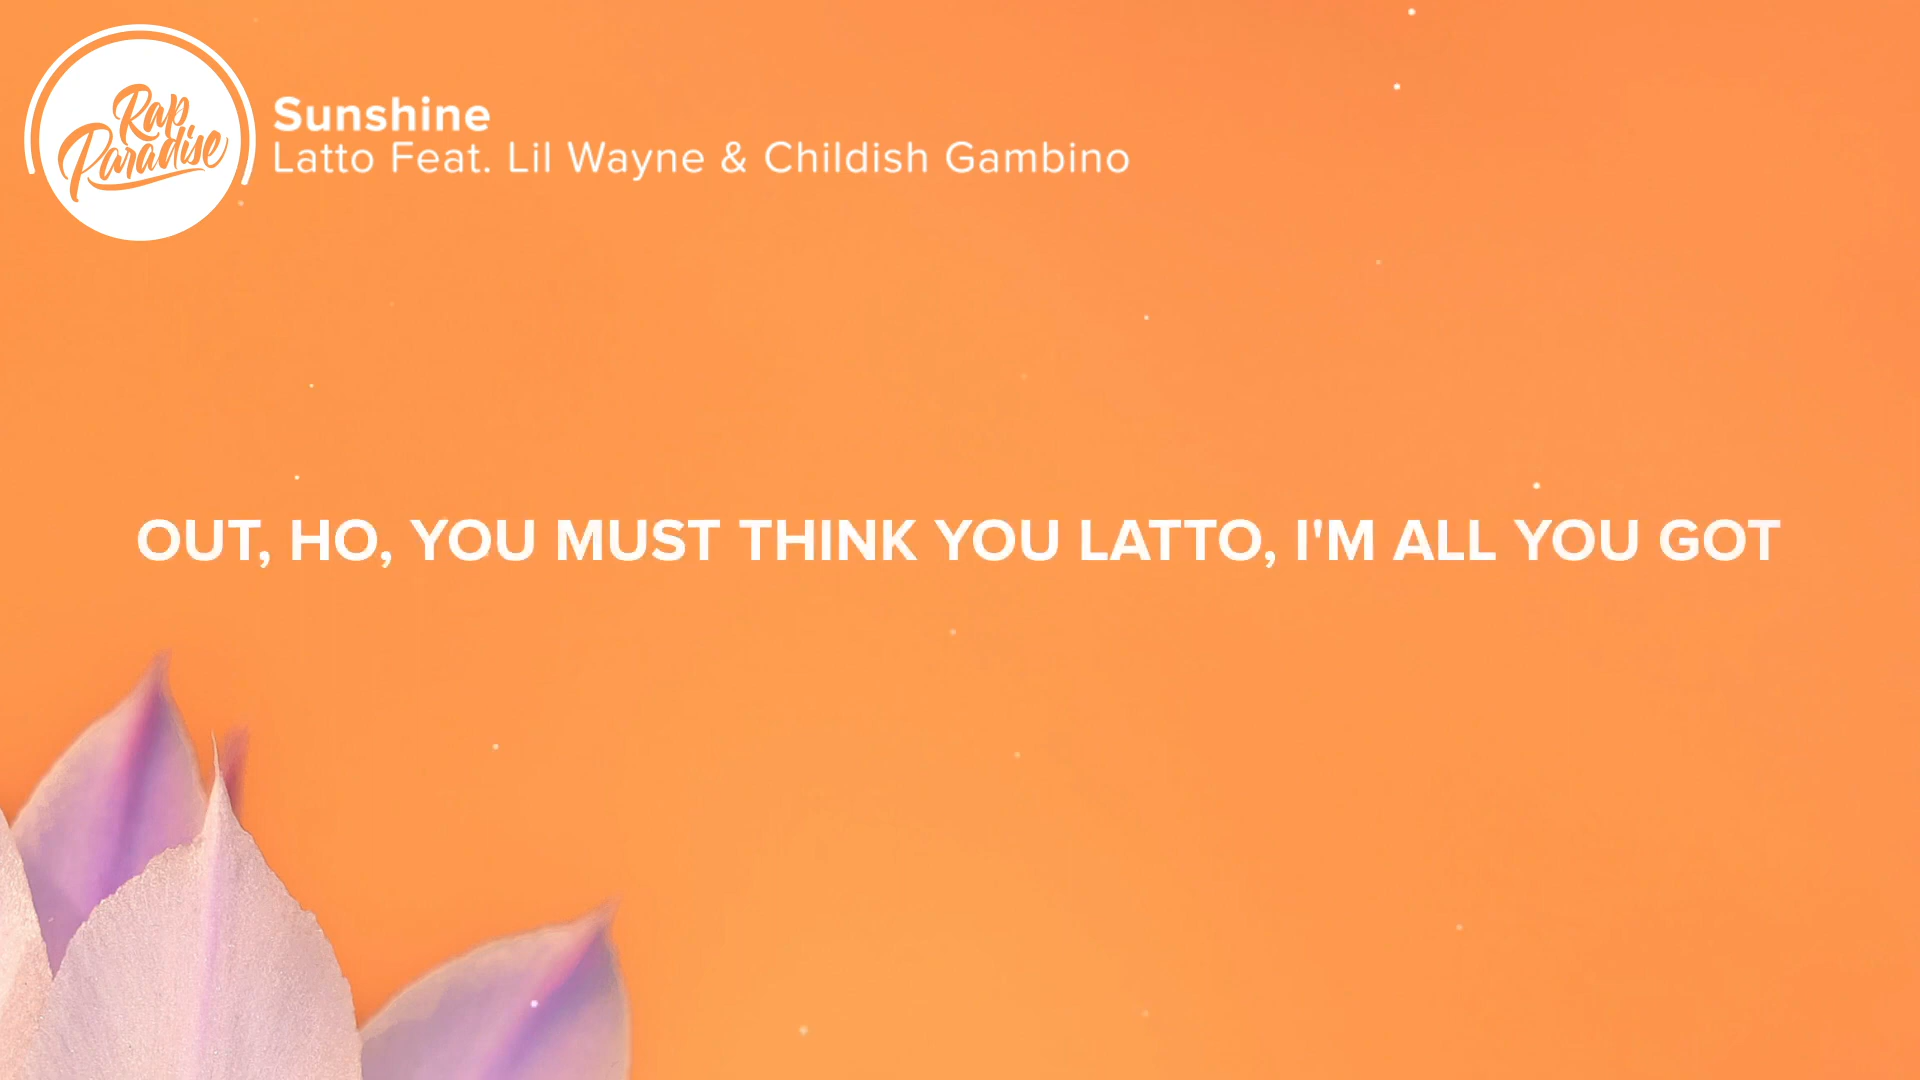 Rap
Paradise
Sunshine
Latto Feat. Lil Wayne & Childish Gambino
OUT, HO, YOU MUST THINK YOU LATTO, I'M ALL YOU GOT